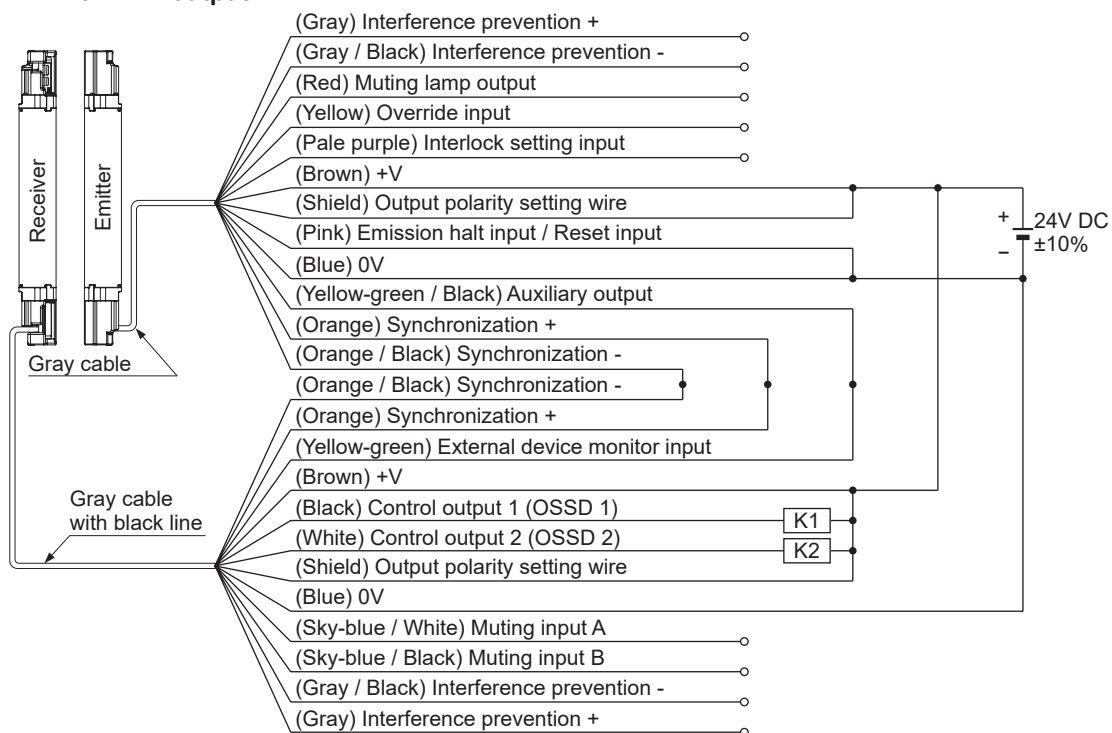 output
(Gray) Interference prevention +
(Gray / Black) Interference prevention -
(Red) Muting lamp output
(Yellow) Override input
(Pale purple) Interlock setting input
(Brown) +V
(Shield) Output polarity setting wire
(Pink) Emission halt input / Reset input
(Blue) 0V
(Yellow-green / Black) Auxiliary output
(Orange) Synchronization +
(Orange / Black) Synchronization -
(Orange / Black) Synchronization -
(Orange) Synchronization +
(Yellow-green) External device monitor input
(Brown) +V
(Black) Control output 1 (OSSD 1)
(White) Control output 2 (OSSD 2)
(Shield) Output polarity setting wire
(Blue) 0V
(Sky-blue / White) Muting input A
(Sky-blue / Black) Muting input B
(Gray / Black) Interference prevention -
(Gray) Interference prevention +
Receiver
Emitter
Gray cable
Gray cable
with black line
K1
K2
+
24V DC
±10%
−